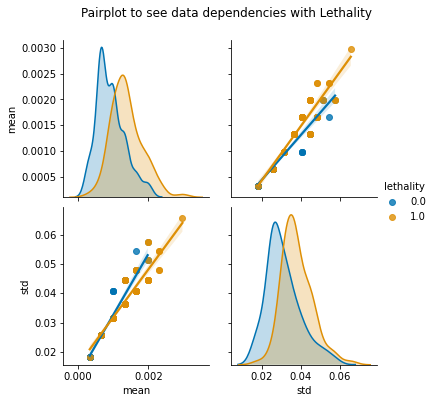 Pairplot to see data dependencies with Lethality
0.0030
0.0025
0.0020
0.0015
0.0010
0.0005
mean
lethality
0.0
1.0
0.06
0.05
0.04
0.03
0.02
std
0.000 0.002
mean
0.02 0.04 0.06
std